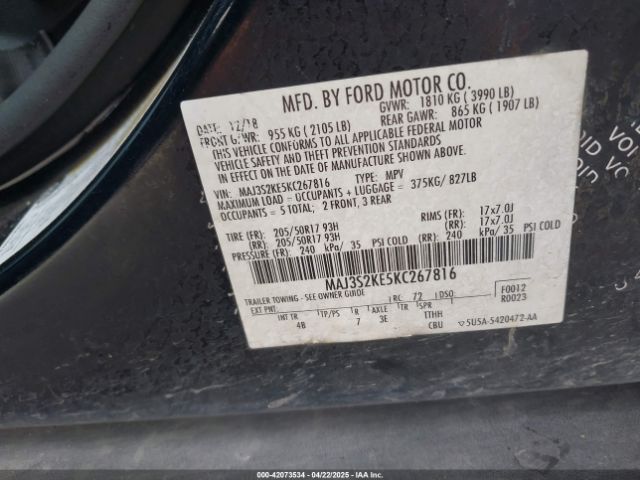 MFD. BY FORD MOTOR CO.
DATE: 12/18 GVWR: 1810 KG ( 3990 LB)
FRONT GAWR: 955 KG ( 2105 LB) REAR GAWR: 865 KG ( 1907 LB)
THIS VEHICLE CONFORMS TO ALL APPLICABLE FEDERAL MOTOR
VEHICLE SAFETY AND THEFT PREVENTION STANDARDS
IN EFFECT ON THE DATE OF MANUFACTURE SHOWN ABOVE.
VIN: MAJ3S2KE5KC267816 TYPE: MPV
MAXIMUM LOAD = OCCUPANTS + LUGGAGE = 375KG/ 827LB
OCCUPANTS = 5 TOTAL; 2 FRONT, 3 REAR
TIRE (FR): 205/50R17 93H RIMS (FR): 17x7.0J
(RR): 205/50R17 93H (RR): 17x7.0J
PRESSURE (FR): 240 kPa/ 35 PSI COLD (RR): 240 kPa/ 35 PSI COLD
MAJ3S2KE5KC267816
TRAILER TOWING - SEE OWNER GUIDE RC: 72 DSO: F0012
EXT PNT: R0023
INT TR TP/PS R AXLE TR SPR TTHH
4B 7 3E CBU ▽5U5A-5420472-AA
000-42073534 - 04/22/2025 - IAAI.COM